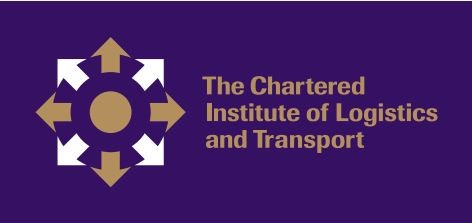 The Chartered
Institute of Logistics
and Transport